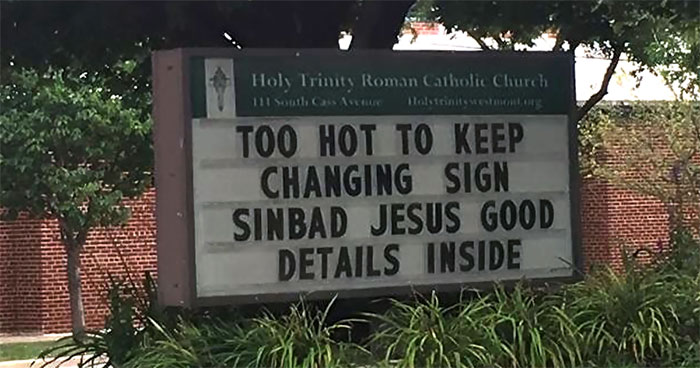 Holy Trinity Roman Catholic Church
111 South Cass Avenue Holytrinitywestmont.org
TOO HOT TO KEEP
CHANGING SIGN
SINBAD JESUS GOOD
DETAILS INSIDE